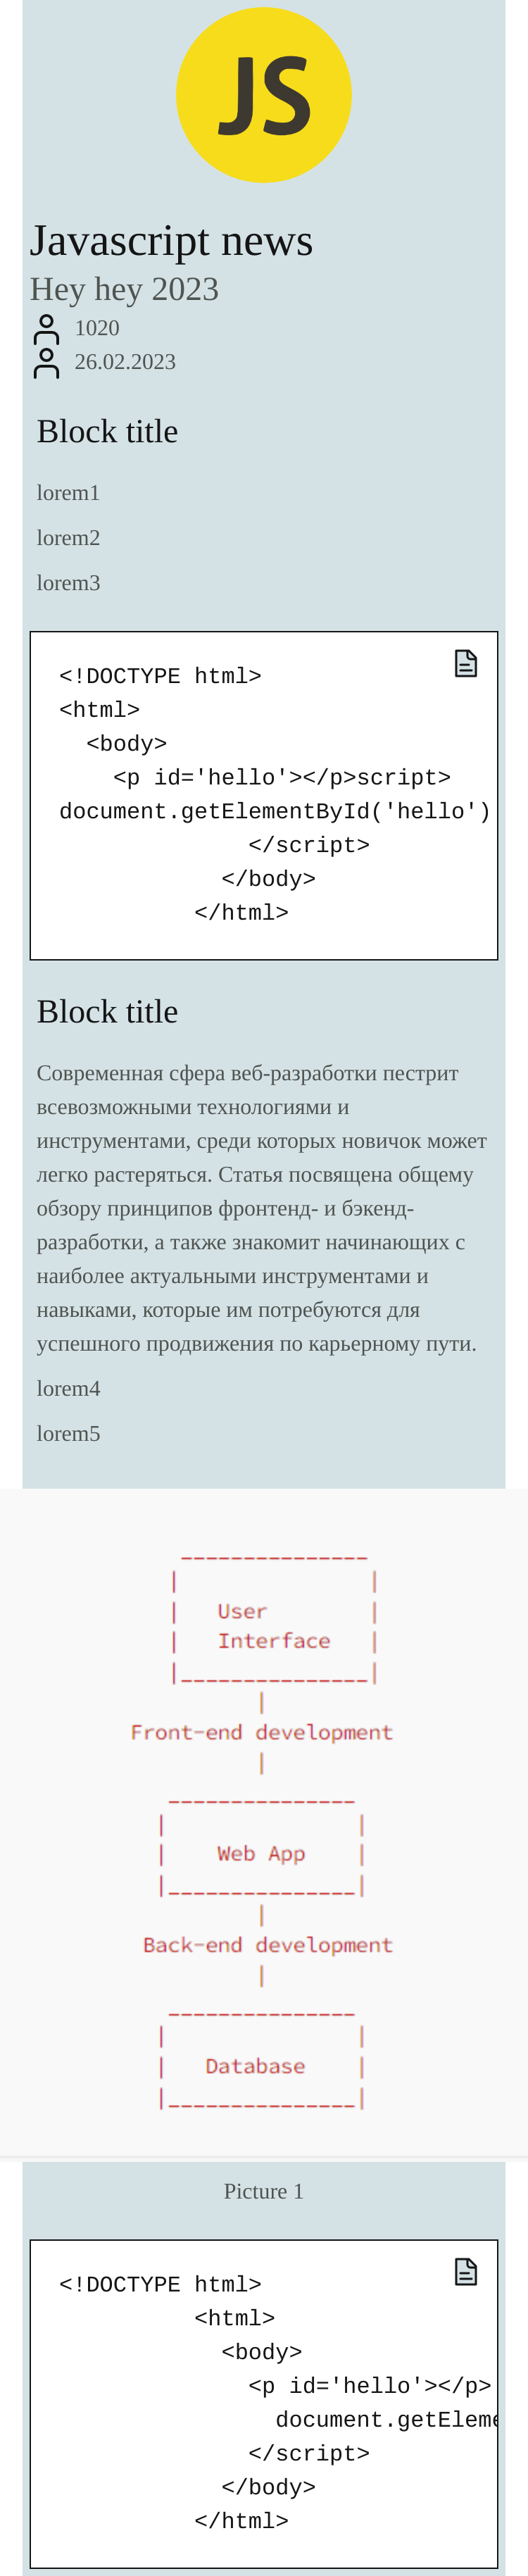 JS
Javascript news
Hey hey 2023
1020
26.02.2023
Block title
lorem1
lorem2
lorem3
<!DOCTYPE html>
<html>
  <body>
    <p id='hello'></p>script>
document.getElementById('hello')
              </script>
            </body>
          </html>
Block title
Современная сфера веб-разработки пестрит
всевозможными технологиями и
инструментами, среди которых новичок может
легко растеряться. Статья посвящена общему
обзору принципов фронтенд- и бэкенд-
разработки, а также знакомит начинающих с
наиболее актуальными инструментами и
навыками, которые им потребуются для
успешного продвижения по карьерному пути.
lorem4
lorem5
User
Interface
Front-end development
Web App
Back-end development
Database
Picture 1
<!DOCTYPE html>
          <html>
            <body>
              <p id='hello'></p>
                document.getEleme
              </script>
            </body>
          </html>